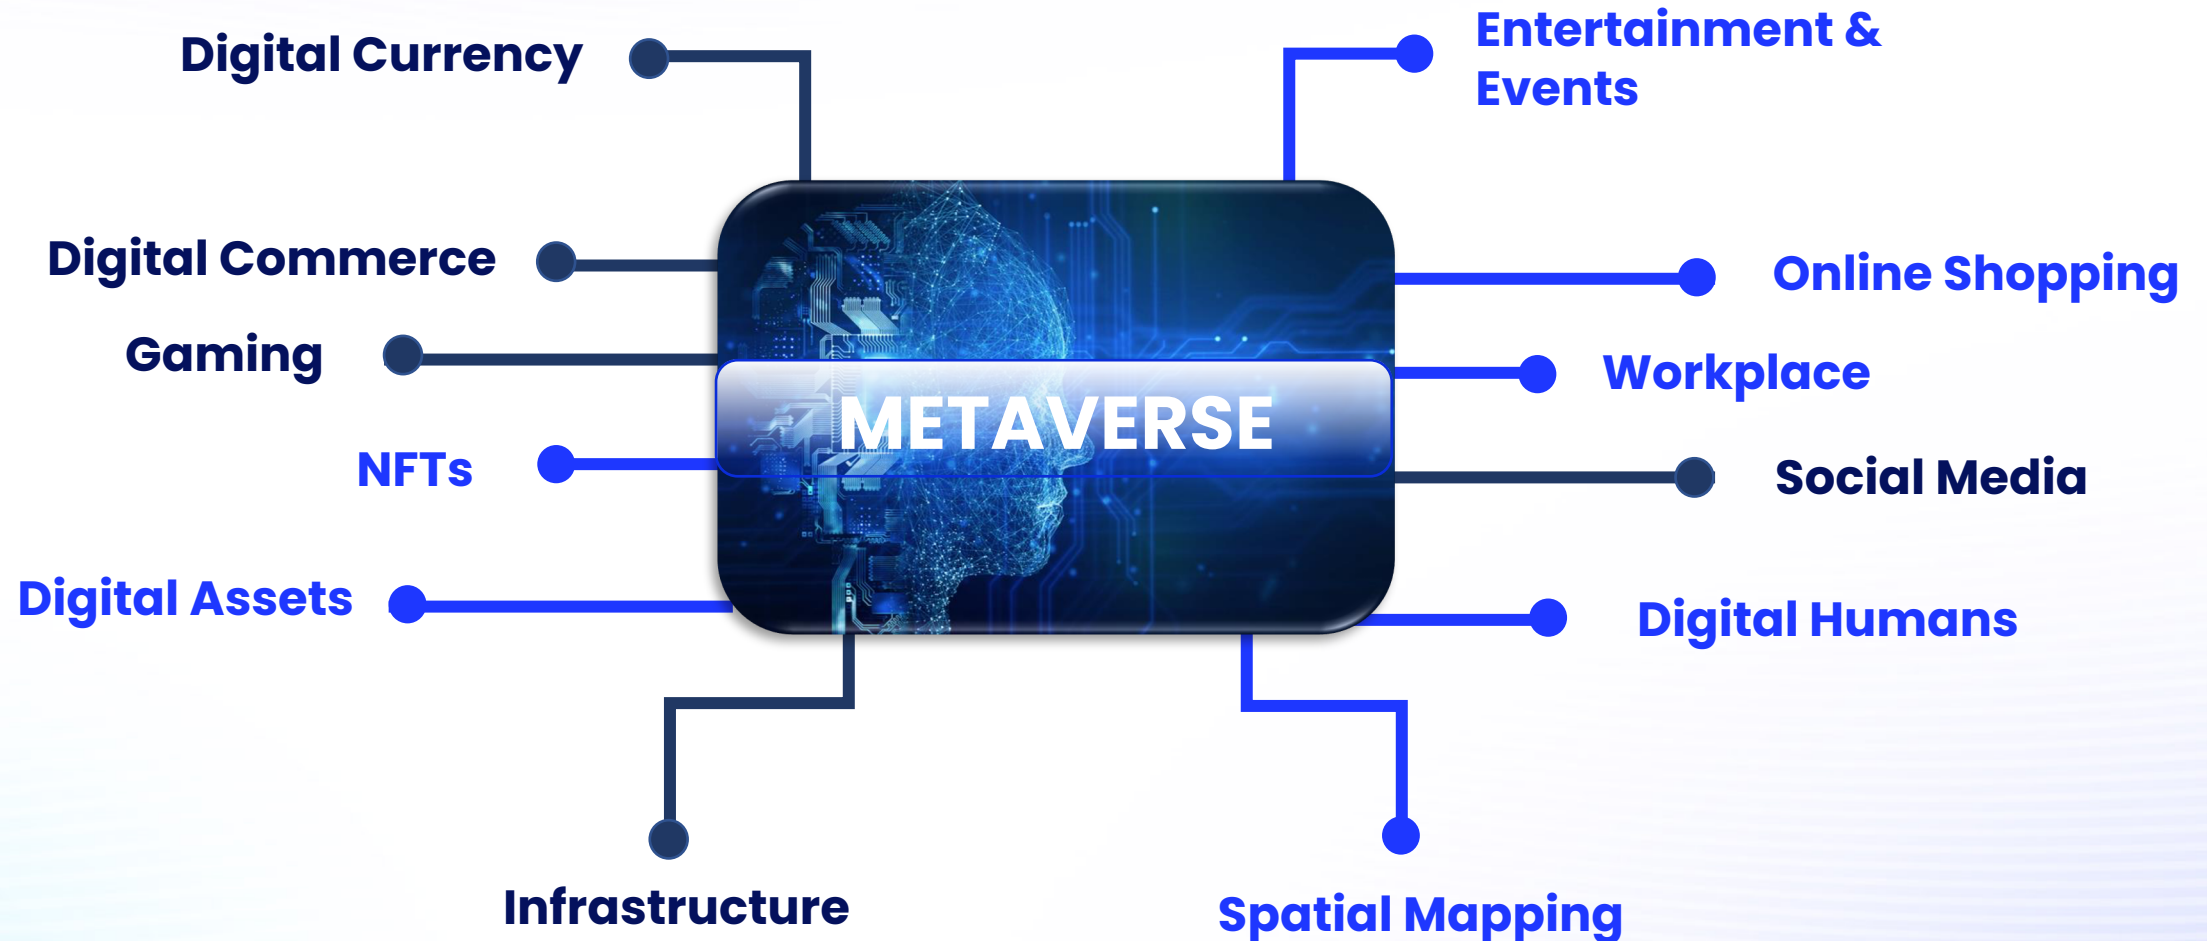 Digital Currency
Entertainment &
Events
Digital Commerce
Online Shopping
Gaming
Workplace
METAVERSE
NFTs
Social Media
Digital Assets
Digital Humans
Infrastructure
Spatial Mapping